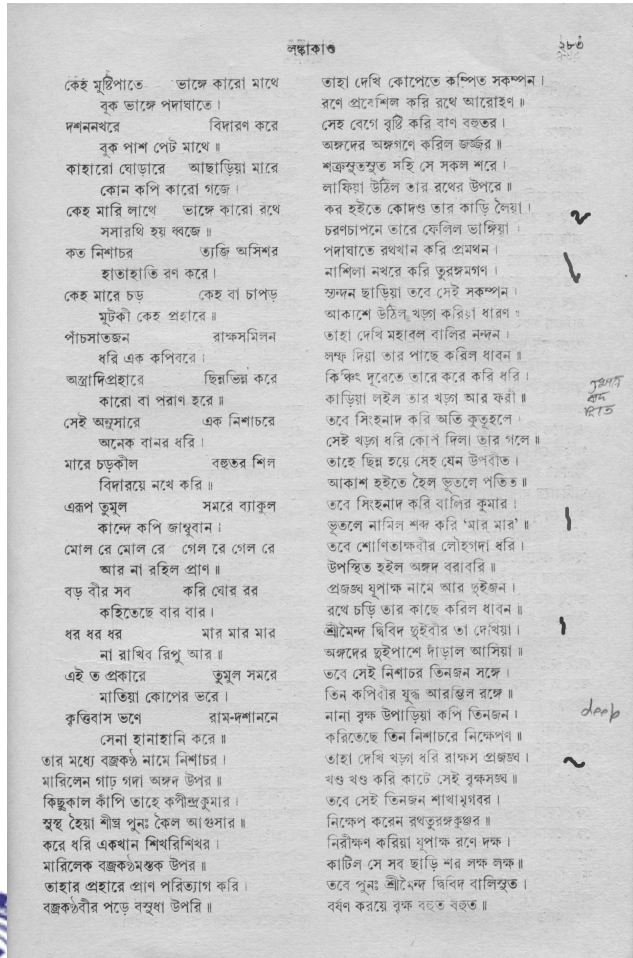 লঙ্কাকাণ্ড
২৮৩
কেহ মুষ্টিপাতে ভাঙ্গে কারো মাথে
বুক ভাঙ্গে পদাঘাতে।
দশননখরে বিদারণ করে
বুক পাশ পেট মাথে॥
কাহারো ঘোড়ারে আছাড়িয়া মারে
কোন কপি কারো গজে।
কেহ মারি লাথে ভাঙ্গে কারো রথে
সসারথি হয় ধ্বজে॥
কত নিশাচর ত্যজি অসিশর
হাতাহাতি রণ করে।
কেহ মারে চড় কেহ বা চাপড়
মুটকী কেহ প্রহারে॥
পাঁচসাতজন রাক্ষসমিলন
ধরি এক কপিবরে।
অস্ত্রাদিপ্রহারে ছিন্নভিন্ন করে
কারো বা পরাণ হরে॥
সেই অনুসারে এক নিশাচরে
অনেক বানর ধরি।
মারে চড়কীল বহুতর শিল
বিদারয়ে নখে করি॥
এরূপ তুমুল সমরে ব্যাকুল
কান্দে কপি জাম্বুবান।
মোল রে মোল রে গেল রে গেল রে
আর না রহিল প্রাণ॥
বড় বীর সব করি ঘোর রব
কহিতেছে বার বার।
ধর ধর ধর মার মার মার
না রাখিব রিপু আর॥
এই ত প্রকারে তুমুল সমরে
মাতিয়া কোপের ভরে।
কৃত্তিবাস ভণে রাম-দশাননে
সেনা হানাহানি করে॥
তার মধ্যে বজ্রকণ্ঠ নামে নিশাচর।
মারিলেন গাঢ় গদা অঙ্গদ উপর॥
কিছুকাল কাঁপি তাহে কপীন্দ্রকুমার।
সুস্থ হৈয়া শীঘ্র পুনঃ কৈল আগুসার॥
করে ধরি একখান শিখরিশিখর।
মারিলেক বজ্রকণ্ঠমস্তক উপর॥
তাহার প্রহারে প্রাণ পরিত্যাগ করি।
বজ্রকণ্ঠবীর পড়ে বসুধা উপরি॥
তাহা দেখি কোপেতে কম্পিত সকম্পন।
রণে প্রবেশিল করি রথে আরোহণ॥
সেহ বেগে বৃষ্টি করি বাণ বহুতর।
অঙ্গদের অঙ্গগণে করিল জর্জ্জর॥
শত্রুসুতসুত সহি সে সকল শরে।
লাফিয়া উঠিল তার রথের উপরে॥
কর হইতে কোদণ্ড তার কাড়ি লৈয়া।
চরণচাপনে তারে ফেলিল ভাঙ্গিয়া॥
পদাঘাতে রথখান করি প্রমথন।
নাশিলা নখরে করি তুরঙ্গমগণ॥
স্যন্দন ছাড়িয়া তবে সেই সকম্পন।
আকাশে উঠিল খড়্গ করিয়া ধারণ॥
তাহা দেখি মহাবল বালির নন্দন।
লম্ফ দিয়া তার পাছে করিল ধাবন॥
কিঞ্চিৎ দূরেতে তারে করে করি ধরি।
কাড়িয়া লইল তার খড়্গ আর ফরী॥
তবে সিংহনাদ করি অতি কুতূহলে।
সেই খড়্গ ধরি কোপ দিলা তার গলে॥
তাহে ছিন্ন হয়ে সেহ যেন উপবীত।
আকাশ হইতে হৈল ভূতলে পতিত॥
তবে সিংহনাদ করি বালির কুমার।
ভূতলে নামিল শব্দ করি ‘মার মার’॥
তবে শোণিতাক্ষবীর লৌহগদা ধরি।
উপস্থিত হইল অঙ্গদ বরাবরি॥
প্রজঙ্ঘ যূপাক্ষ নামে আর দুইজন।
রথে চড়ি তার কাছে করিল ধাবন॥
শ্রীমৈন্দ দ্বিবিদ দুইবীর তা দেখিয়া।
অঙ্গদের দুইপাশে দাঁড়াল আসিয়া॥
তবে সেই নিশাচর তিনজন সঙ্গে।
তিন কপিবীর যুদ্ধ আরম্ভিল রঙ্গে॥
নানা বৃক্ষ উপাড়িয়া কপি তিনজন।
করিতেছে তিন নিশাচরে নিক্ষেপণ॥
তাহা দেখি খড়্গ ধরি রাক্ষস প্রজঙ্ঘ।
খণ্ড খণ্ড করি কাটে সেই বৃক্ষসঙ্ঘ॥
তবে সেই তিনজন শাখামৃগবর।
নিক্ষেপ করেন রথতুরঙ্গকুঞ্জর॥
নিরীক্ষণ করিয়া যূপাক্ষ রণে দক্ষ।
কাটিল সে সব ছাড়ি শর লক্ষ লক্ষ॥
তবে পুনঃ শ্রীমৈন্দ দ্বিবিদ বালিসুত।
বর্ষণ করয়ে বৃক্ষ বহুত বহুত॥
বাদ
deep